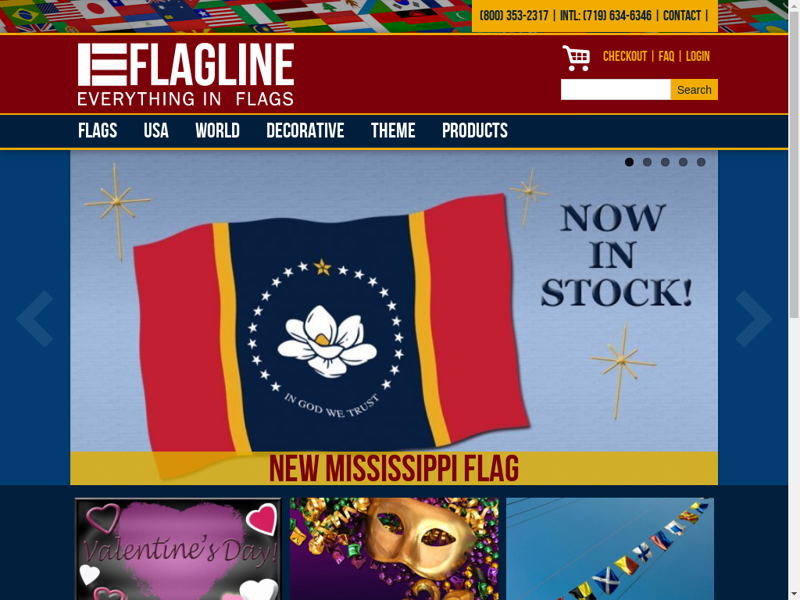 (800) 353-2317 | INTL: (719) 634-6346 | CONTACT |
FLAGLINE
EVERYTHING IN FLAGS
CHECKOUT | FAQ | LOGIN
Search
FLAGS USA WORLD DECORATIVE THEME PRODUCTS
NOW
IN
STOCK!
IN GOD WE TRUST
NEW MISSISSIPPI FLAG
Valentine's Day!